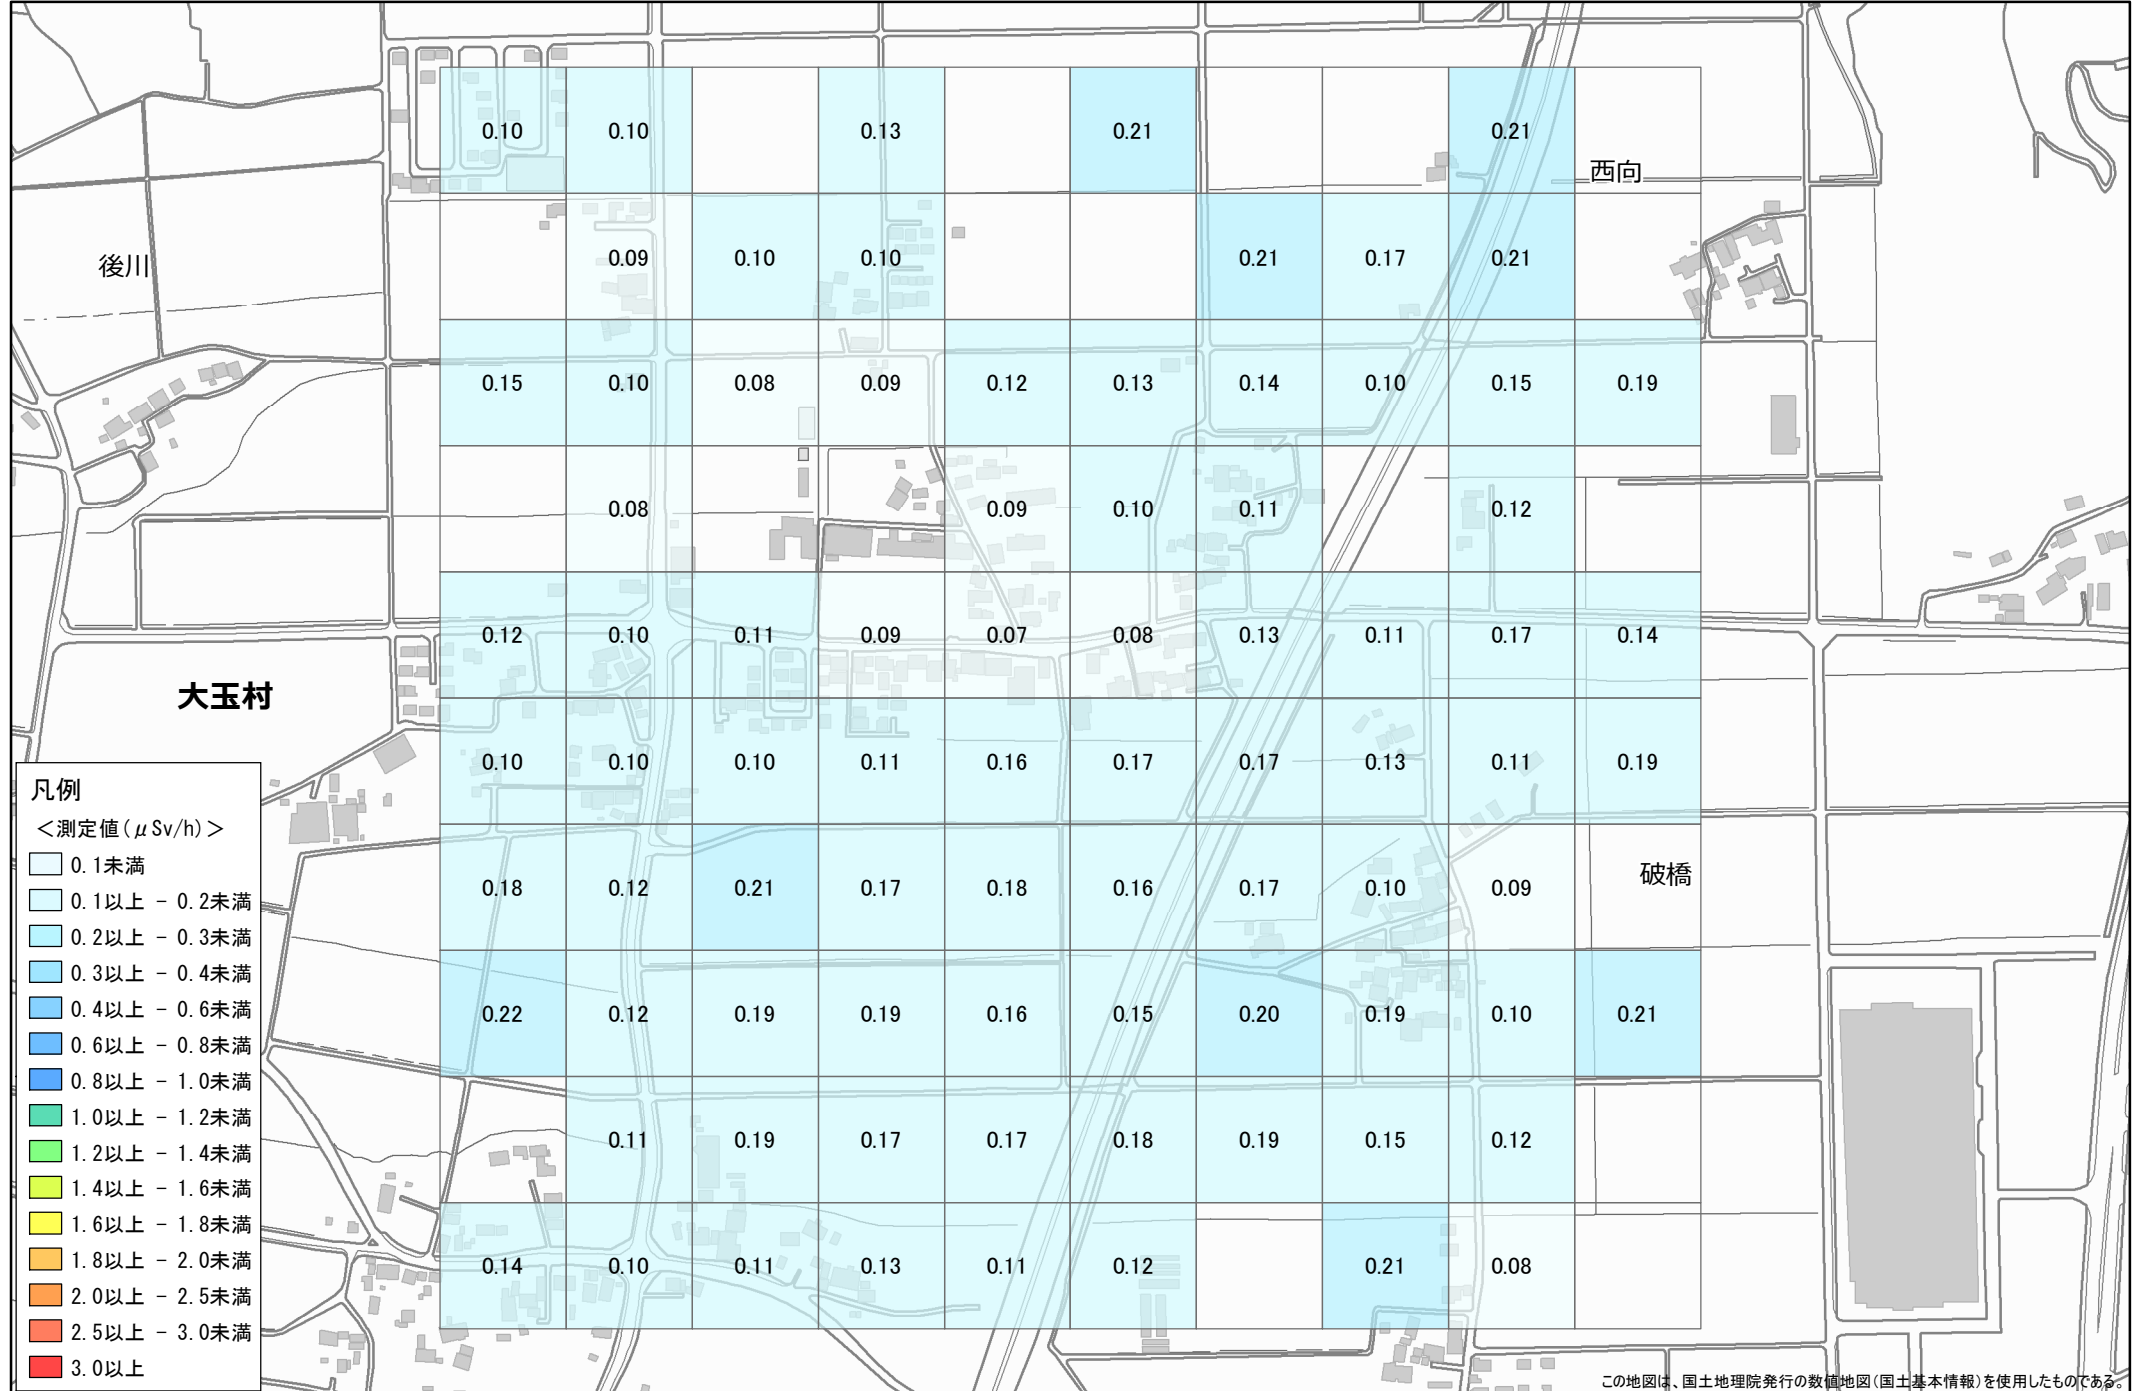 0.10 0.10 0.13 0.21 0.21
西向
後川
0.09 0.10 0.10 0.21 0.17 0.21
0.15 0.10 0.08 0.09 0.12 0.13 0.14 0.10 0.15 0.19
0.08 0.09 0.10 0.11 0.12
0.12 0.10 0.11 0.09 0.07 0.08 0.13 0.11 0.17 0.14
大玉村
0.10 0.10 0.10 0.11 0.16 0.17 0.17 0.13 0.11 0.19
0.18 0.12 0.21 0.17 0.18 0.16 0.17 0.10 0.09
破橋
0.22 0.12 0.19 0.19 0.16 0.15 0.20 0.19 0.10 0.21
0.11 0.19 0.17 0.17 0.18 0.19 0.15 0.12
0.14 0.10 0.11 0.13 0.11 0.12 0.21 0.08
凡例
＜測定値(μSv/h)＞
0.1未満
0.1以上 - 0.2未満
0.2以上 - 0.3未満
0.3以上 - 0.4未満
0.4以上 - 0.6未満
0.6以上 - 0.8未満
0.8以上 - 1.0未満
1.0以上 - 1.2未満
1.2以上 - 1.4未満
1.4以上 - 1.6未満
1.6以上 - 1.8未満
1.8以上 - 2.0未満
2.0以上 - 2.5未満
2.5以上 - 3.0未満
3.0以上
この地図は、国土地理院発行の数値地図(国土基本情報)を使用したものである。